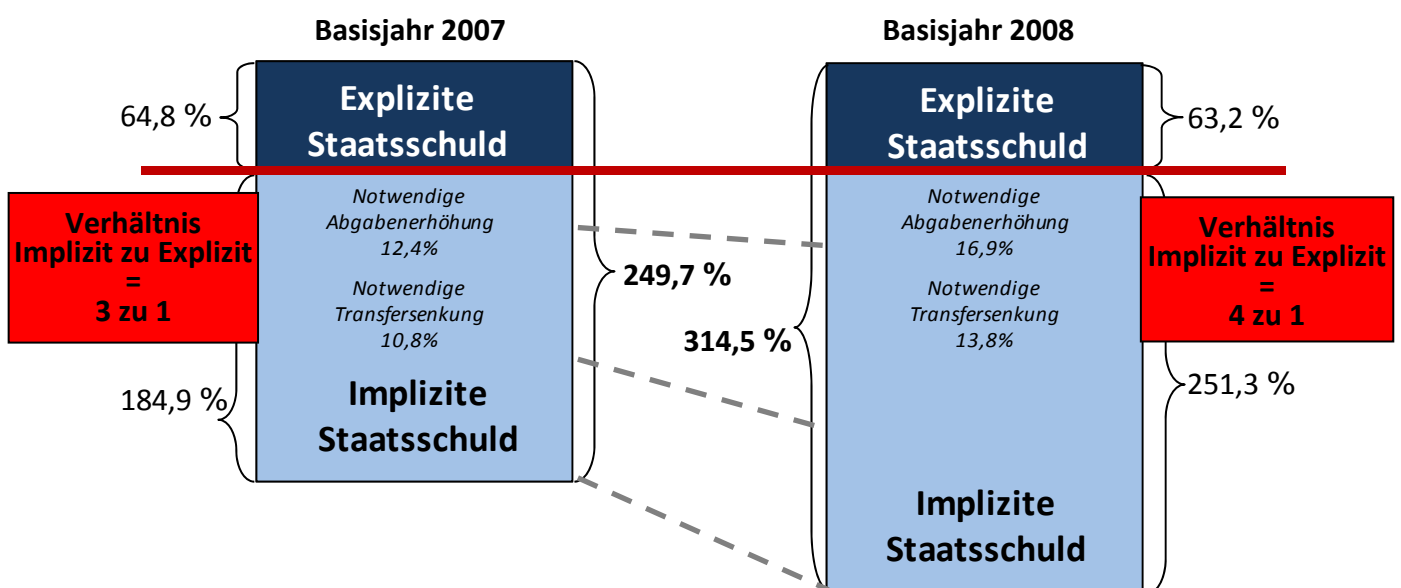 Basisjahr 2007
Basisjahr 2008
64,8 %
Explizite
Staatsschuld
Explizite
Staatsschuld
63,2 %
Verhältnis
Implizit zu Explizit
=
3 zu 1
Notwendige
Abgabenerhöhung
12,4%
Notwendige
Transfersenkung
10,8%
249,7 %
314,5 %
Notwendige
Abgabenerhöhung
16,9%
Notwendige
Transfersenkung
13,8%
Verhältnis
Implizit zu Explizit
=
4 zu 1
184,9 %
Implizite
Staatsschuld
251,3 %
Implizite
Staatsschuld